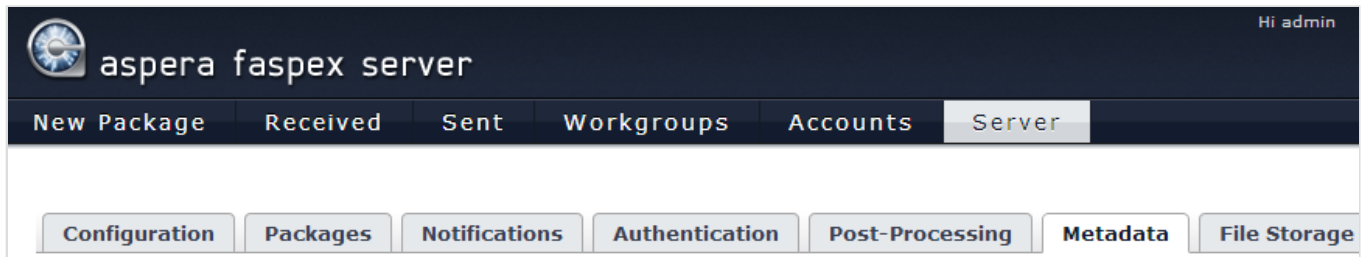 Hi admin
aspera faspex server
New Package Received Sent Workgroups Accounts Server
Configuration Packages Notifications Authentication Post-Processing Metadata File Storage